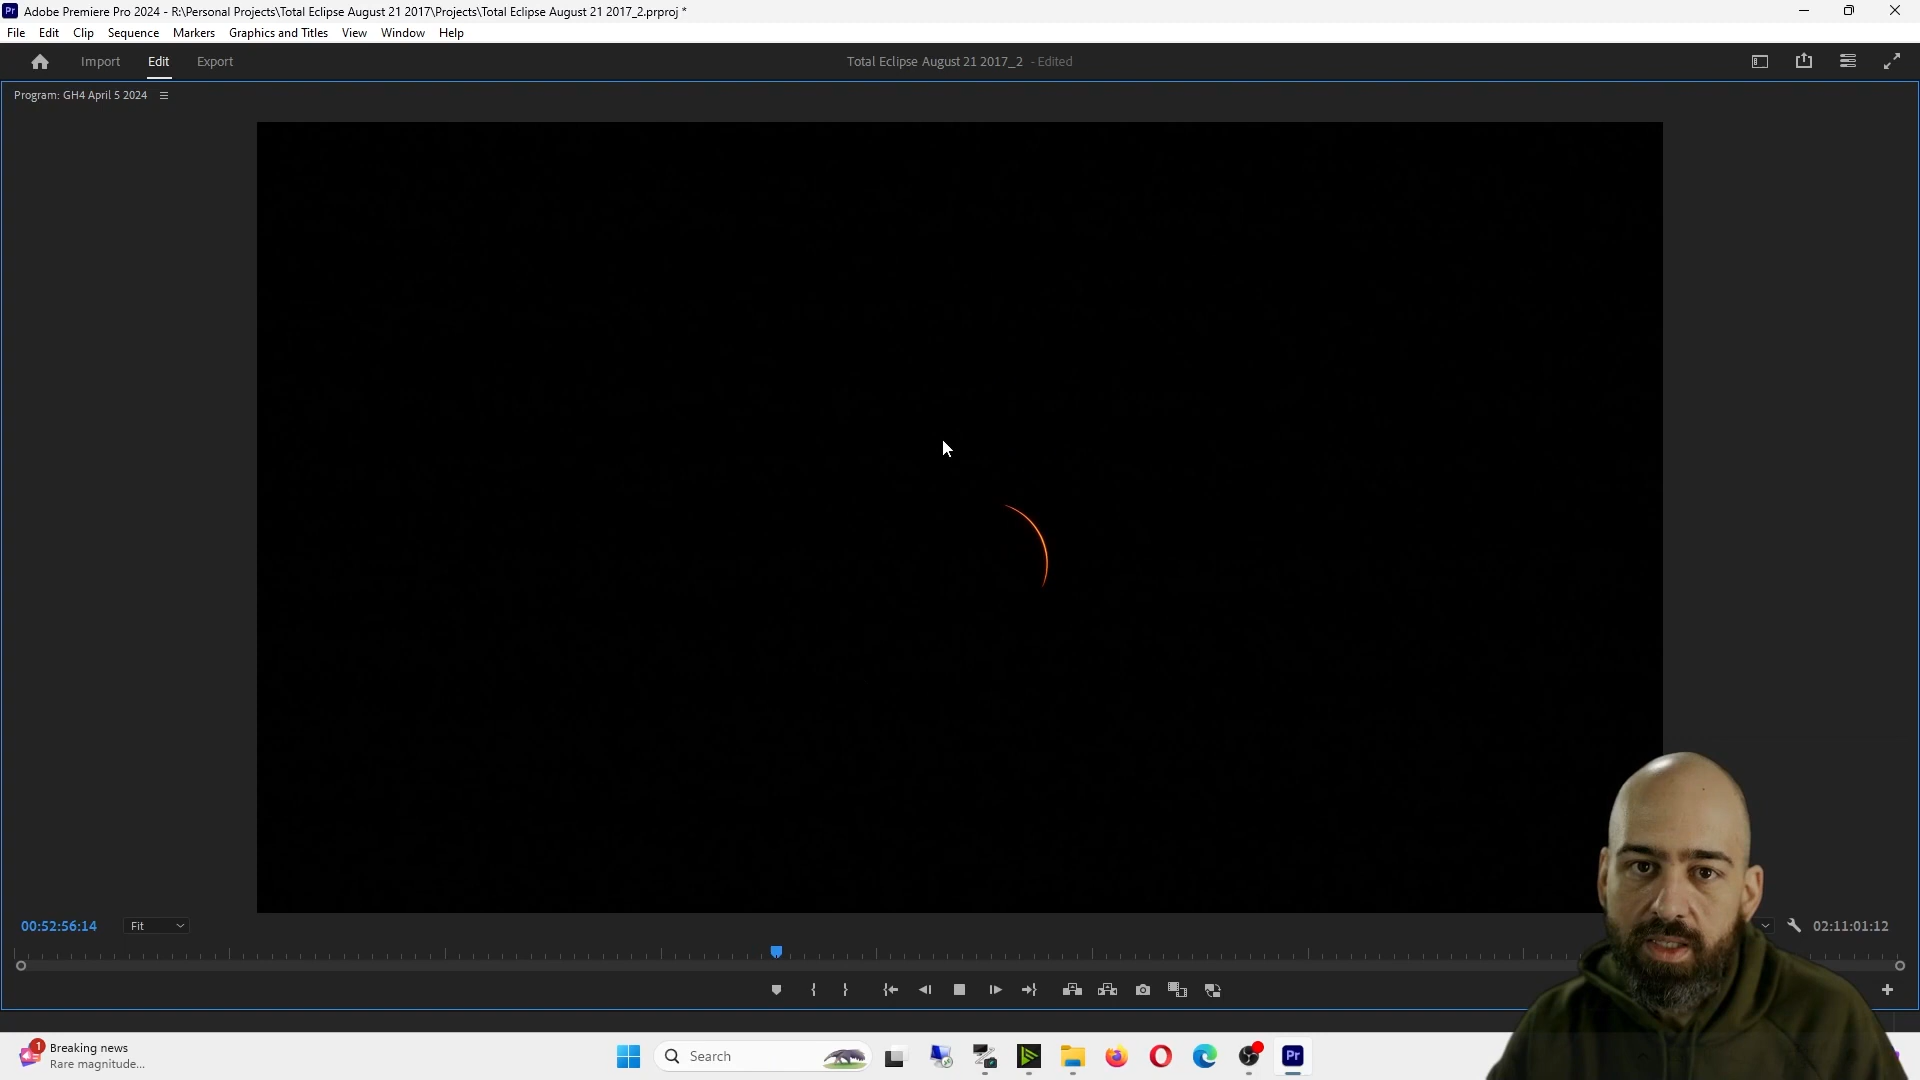 Pr Adobe Premiere Pro 2024 - R:\Personal Projects\Total Eclipse August 21 2017\Projects\Total Eclipse August 21 2017_2.prproj *
File Edit Clip Sequence Markers Graphics and Titles View Window Help
Import Edit Export Total Eclipse August 21 2017_2 - Edited
Program: GH4 April 5 2024
00:52:56:14 Fit 02:11:01:12
1 Breaking news
Rare magnitude...
Search
Pr